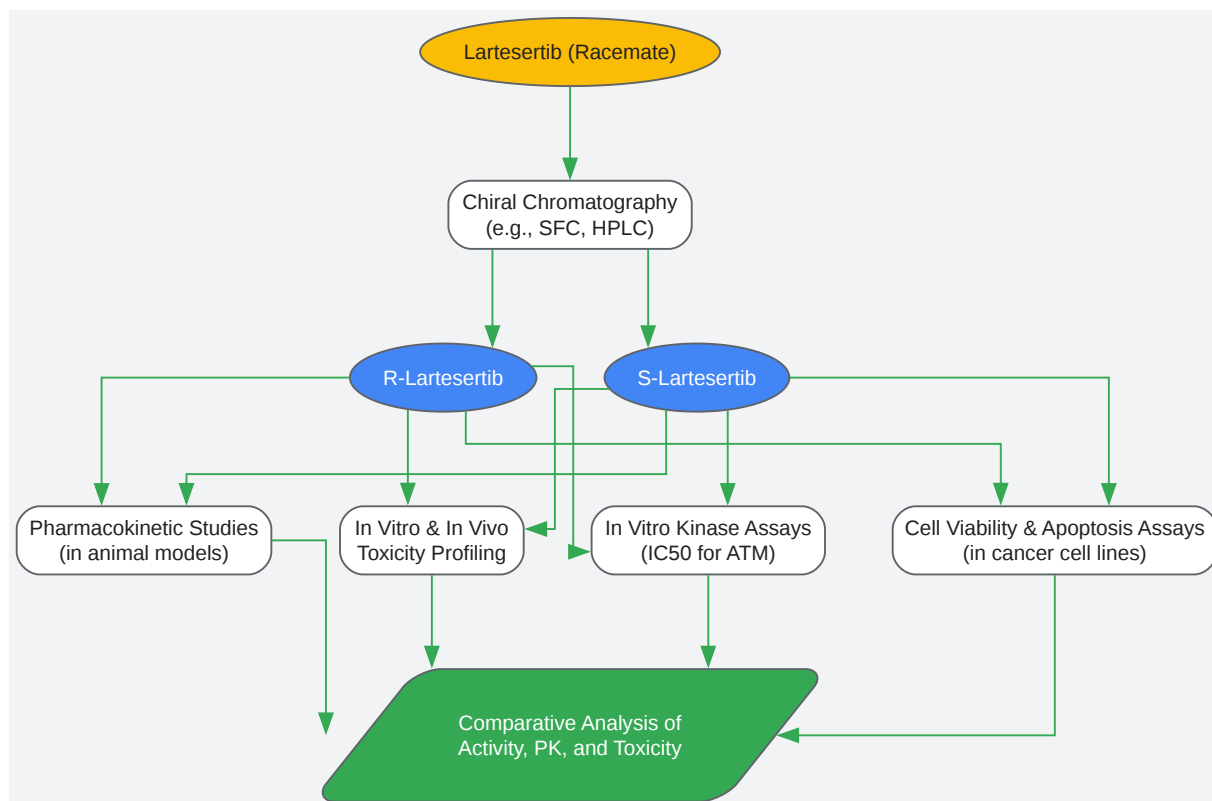 Lartesertib (Racemate)
Chiral Chromatography
(e.g., SFC, HPLC)
R-Lartesertib
S-Lartesertib
Pharmacokinetic Studies
(in animal models)
In Vitro & In Vivo
Toxicity Profiling
In Vitro Kinase Assays
(IC50 for ATM)
Cell Viability & Apoptosis Assays
(in cancer cell lines)
Comparative Analysis of
Activity, PK, and Toxicity